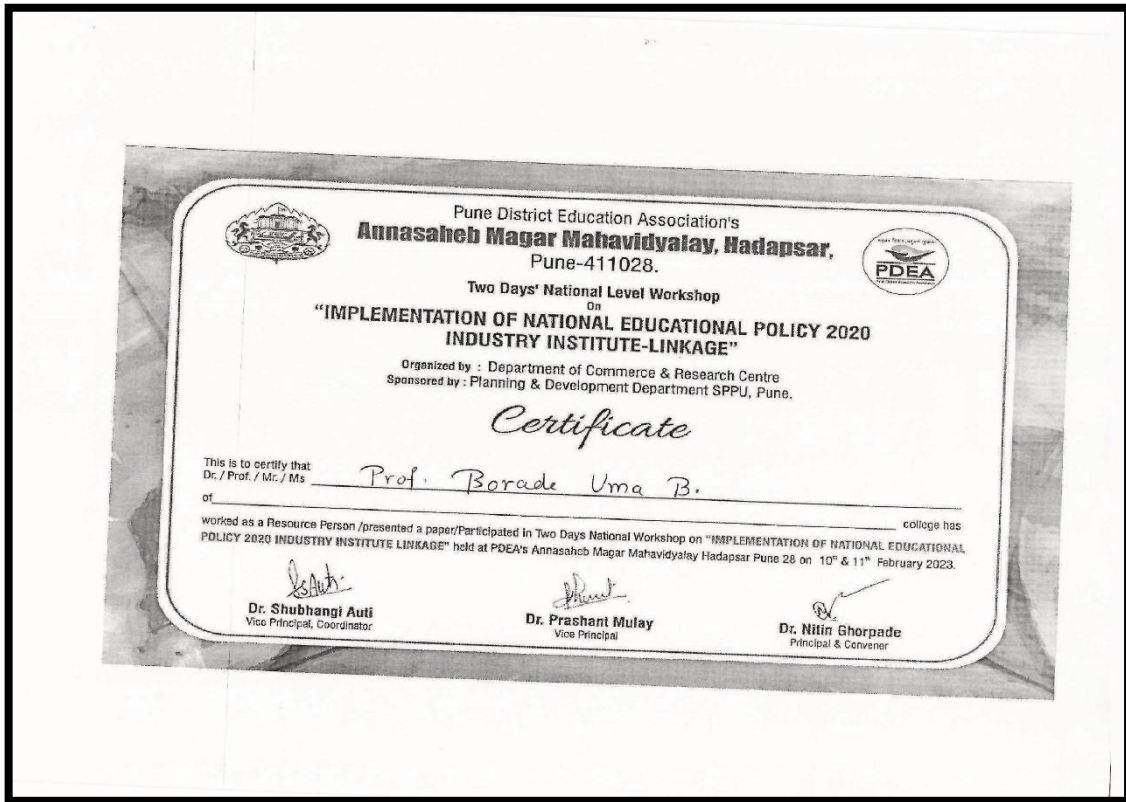 Pune District Education Association's
Annasaheb Magar Mahavidyalay, Hadapsar,
Pune-411028.
PDEA
Two Days' National Level Workshop
On
"IMPLEMENTATION OF NATIONAL EDUCATIONAL POLICY 2020
INDUSTRY INSTITUTE-LINKAGE"
Organized by : Department of Commerce & Research Centre
Sponsored by : Planning & Development Department SPPU, Pune.
Certificate
This is to certify that
Dr. / Prof. / Mr. / Ms Prof. Borade Uma B.
of college has
worked as a Resource Person /presented a paper/Participated in Two Days National Workshop on "IMPLEMENTATION OF NATIONAL EDUCATIONAL
POLICY 2020 INDUSTRY INSTITUTE LINKAGE" held at PDEA's Annasaheb Magar Mahavidyalay Hadapsar Pune 28 on 10th & 11th February 2023.
Dr. Shubhangi Auti
Vice Principal, Coordinator
Dr. Prashant Mulay
Vice Principal
Dr. Nitin Ghorpade
Principal & Convener